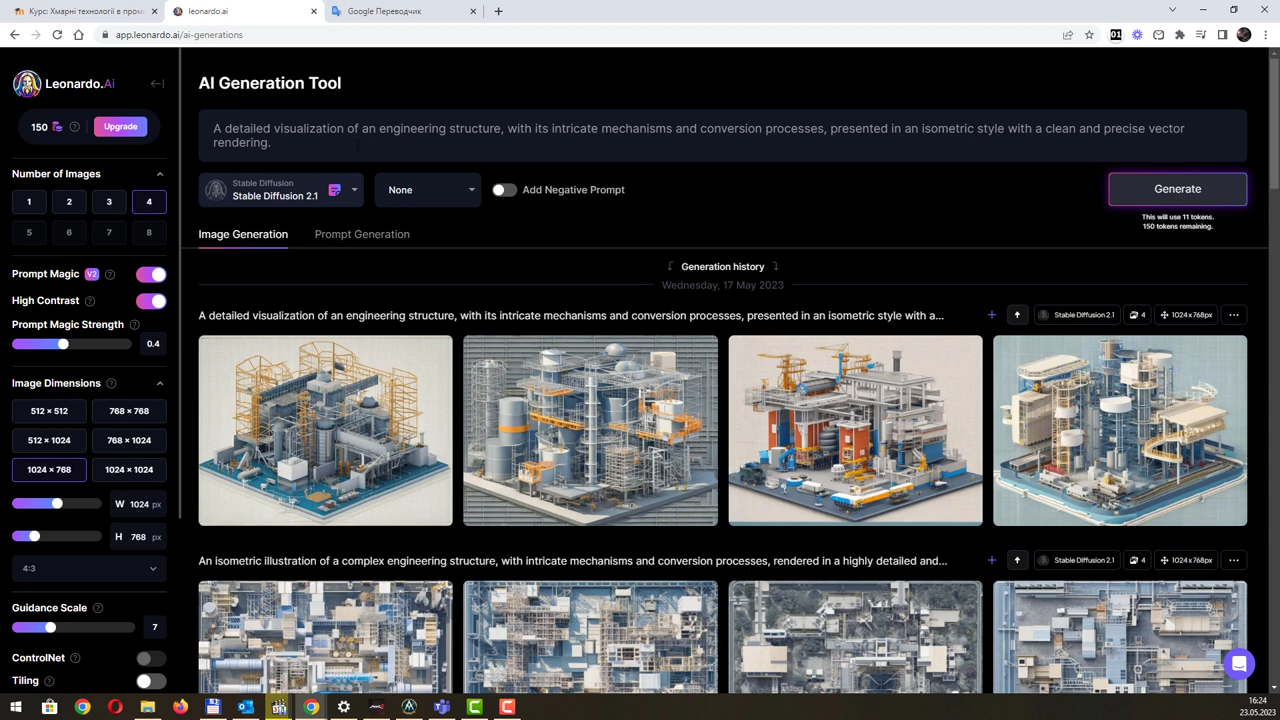 Курс: Хмарні технології в пром
leonardo.ai
Google Переводчик
app.leonardo.ai/ai-generations
01
Leonardo.Ai
150
Upgrade
Number of Images
1 2 3 4
5 6 7 8
Prompt Magic V2
High Contrast
Prompt Magic Strength
0.4
Image Dimensions
512 × 512 768 × 768
512 × 1024 768 × 1024
1024 × 768 1024 × 1024
W 1024 px
H 768 px
4:3
Guidance Scale
7
ControlNet
Tiling
AI Generation Tool
A detailed visualization of an engineering structure, with its intricate mechanisms and conversion processes, presented in an isometric style with a clean and precise vector
rendering.
Stable Diffusion
Stable Diffusion 2.1
None
Add Negative Prompt
Generate
This will use 11 tokens.
150 tokens remaining.
Image Generation Prompt Generation
Generation history
Wednesday, 17 May 2023
A detailed visualization of an engineering structure, with its intricate mechanisms and conversion processes, presented in an isometric style with a...
Stable Diffusion 2.1 4 1024x768px
An isometric illustration of a complex engineering structure, with intricate mechanisms and conversion processes, rendered in a highly detailed and...
Stable Diffusion 2.1 4 1024x768px
16:24
23.05.2023